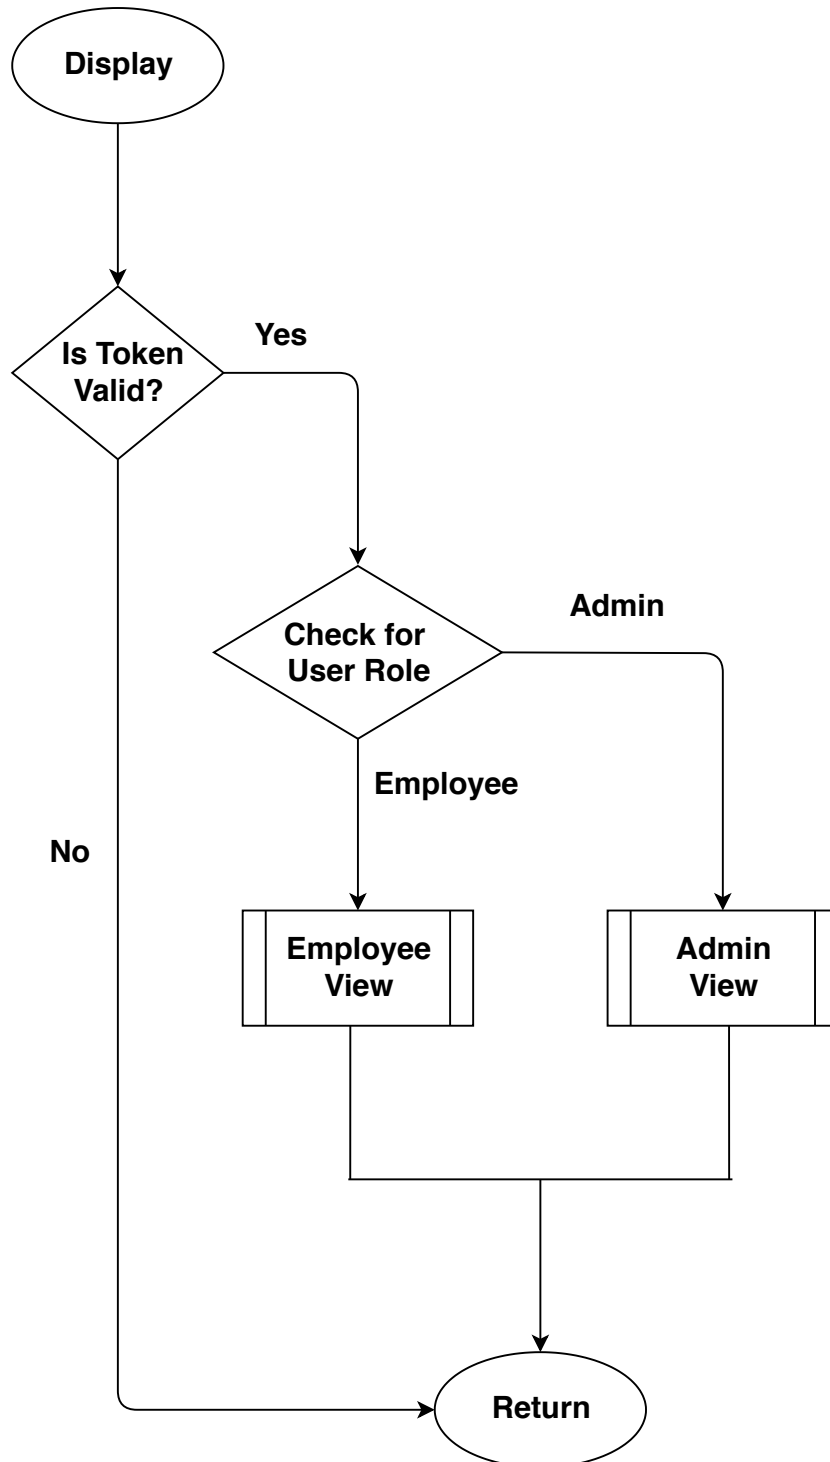 Display
Yes
Is Token
Valid?
Admin
Check for
User Role
Employee
No
Employee
View
Admin
View
Return